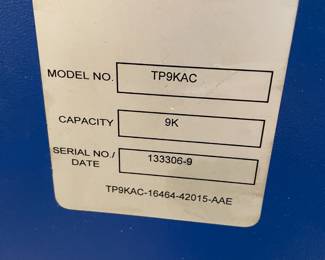 MODEL NO. TP9KAC
CAPACITY 9K
SERIAL NO./ 133306-9
DATE
TP9KAC-16464-42015-AAE